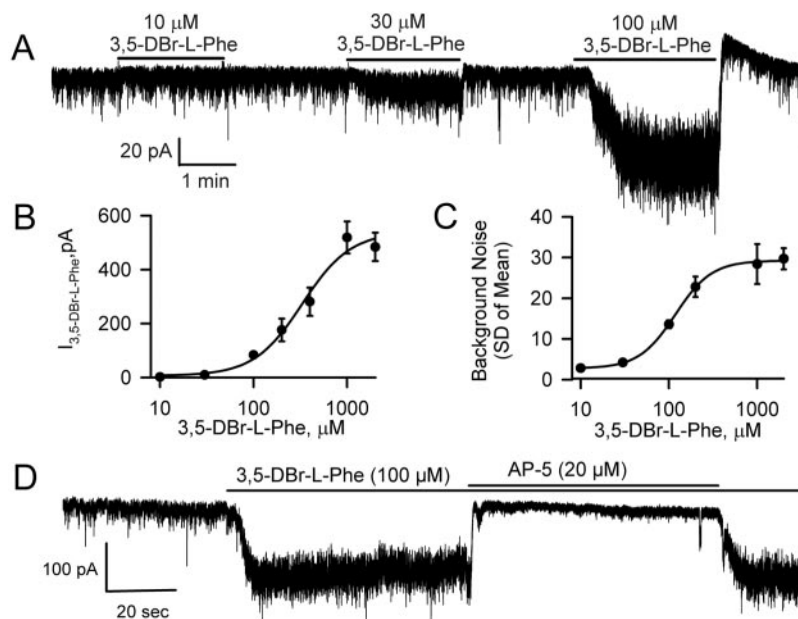 10 µM
3,5-DBr-L-Phe
30 µM
3,5-DBr-L-Phe
100 µM
3,5-DBr-L-Phe
A
20 pA
1 min
B
I3,5-DBr-L-Phe,pA
600
400
200
0
10
100
1000
3,5-DBr-L-Phe, µM
C
Background Noise
(SD of Mean)
40
30
20
10
0
10
100
1000
3,5-DBr-L-Phe, µM
D
3,5-DBr-L-Phe (100 µM)
AP-5 (20 µM)
100 pA
20 sec